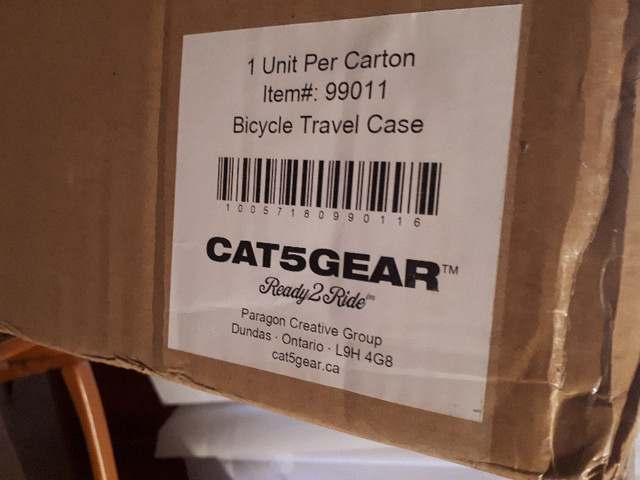 1 Unit Per Carton
Item#: 99011
Bicycle Travel Case
10057180990116
CAT5GEAR™
Ready2Ride™
Paragon Creative Group
Dundas · Ontario · L9H 4G8
cat5gear.ca